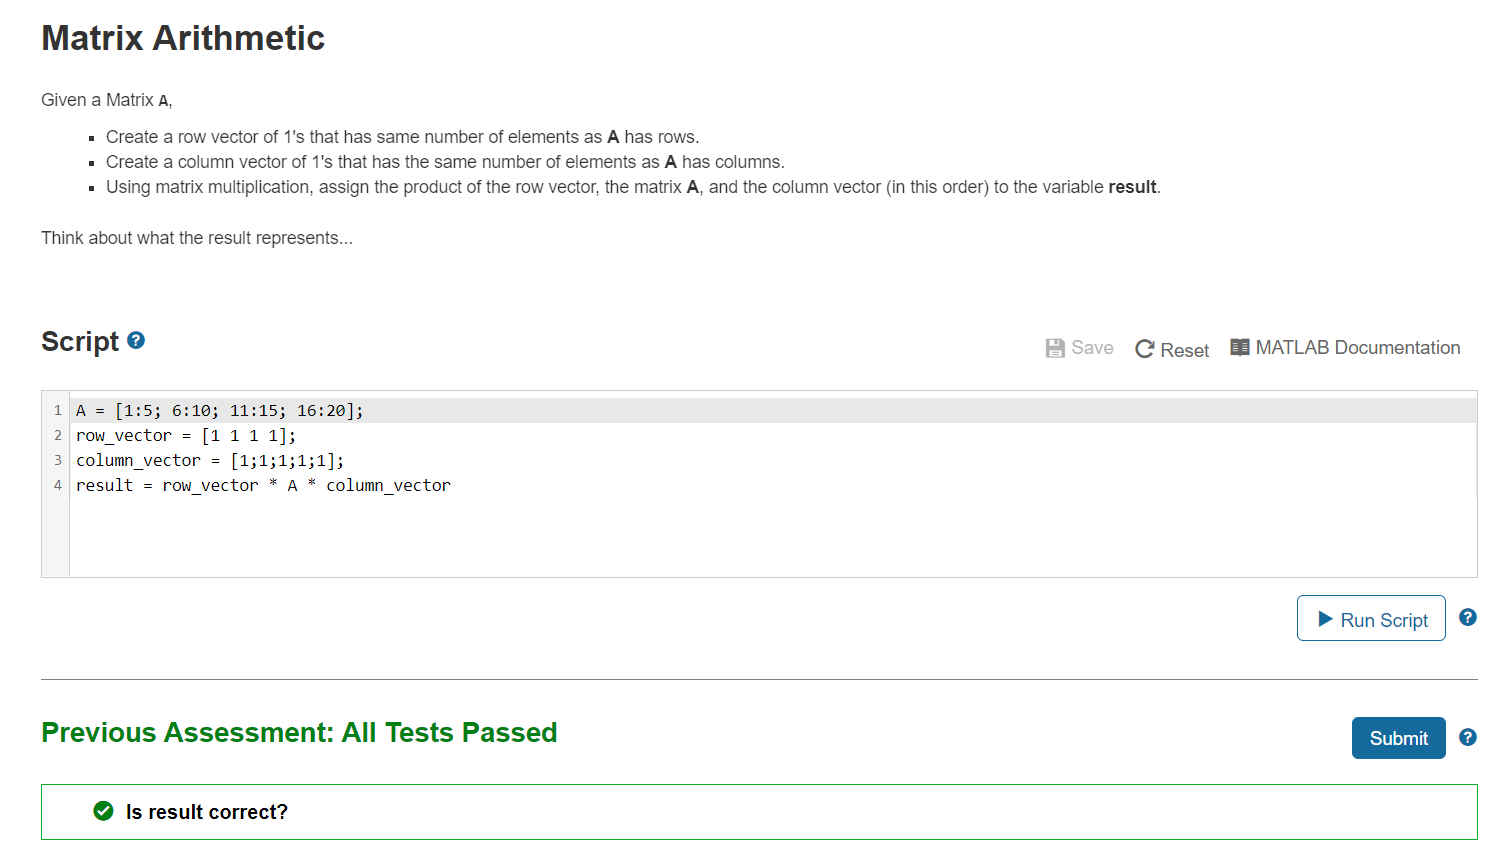 Matrix Arithmetic
Given a Matrix A,
Create a row vector of 1's that has same number of elements as A has rows.
Create a column vector of 1's that has the same number of elements as A has columns.
Using matrix multiplication, assign the product of the row vector, the matrix A, and the column vector (in this order) to the variable result.
Think about what the result represents...
Script ?
Save Reset MATLAB Documentation
1 A = [1:5; 6:10; 11:15; 16:20];
2 row_vector = [1 1 1 1];
3 column_vector = [1;1;1;1;1];
4 result = row_vector * A * column_vector
Run Script ?
Previous Assessment: All Tests Passed
Submit ?
Is result correct?